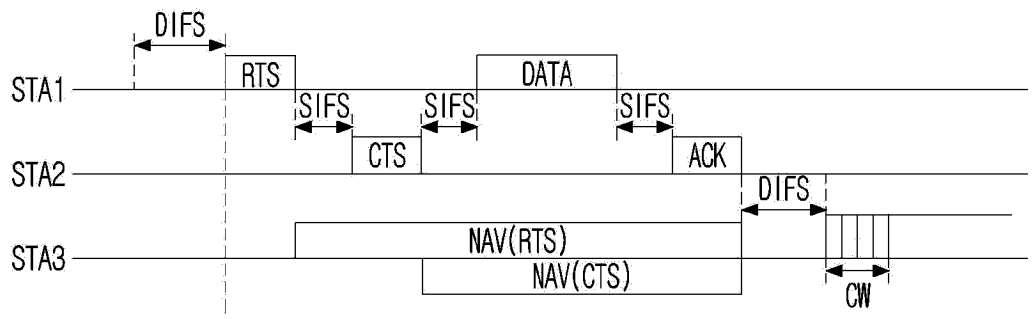 DIFS
STA1
RTS
DATA
SIFS
SIFS
SIFS
STA2
CTS
ACK
DIFS
STA3
NAV(RTS)
NAV(CTS)
CW